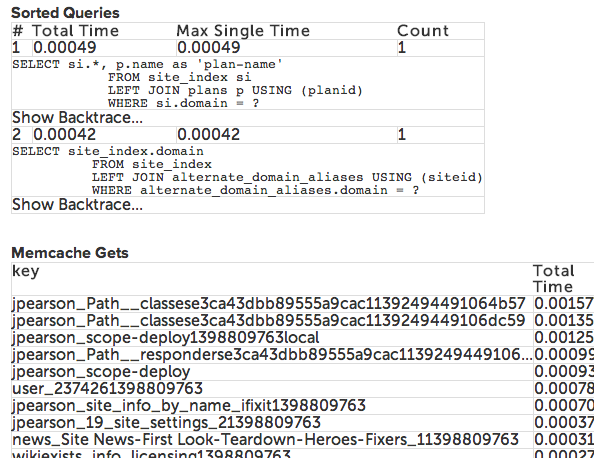 Sorted Queries
# Total Time Max Single Time Count
1 0.00049 0.00049 1
SELECT si.*, p.name as 'plan-name'
FROM site_index si
LEFT JOIN plans p USING (planid)
WHERE si.domain = ?
Show Backtrace...
2 0.00042 0.00042 1
SELECT site_index.domain
FROM site_index
LEFT JOIN alternate_domain_aliases USING (siteid)
WHERE alternate_domain_aliases.domain = ?
Show Backtrace...
Memcache Gets
key Total Time
jpearson_Path__classese3ca43dbb89555a9cac11392494491064b57 0.00157
jpearson_Path__classese3ca43dbb89555a9cac1139249449106dc59 0.00135
jpearson_scope-deploy1398809763local 0.00125
jpearson_Path__responderse3ca43dbb89555a9cac1139249449106... 0.00099
jpearson_scope-deploy 0.00093
user_2374261398809763 0.00078
jpearson_site_info_by_name_ifixit1398809763 0.00070
jpearson_19_site_settings_21398809763 0.00037
news_Site News-First Look-Teardown-Heroes-Fixers_11398809763 0.00031
wikiexists_info_licensing1398809763 0.00027